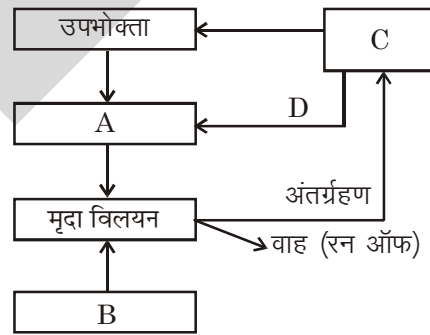 उपभोक्ता
C
A
D
अंतर्ग्रहण
मृदा विलयन
वाह (रन ऑफ)
B